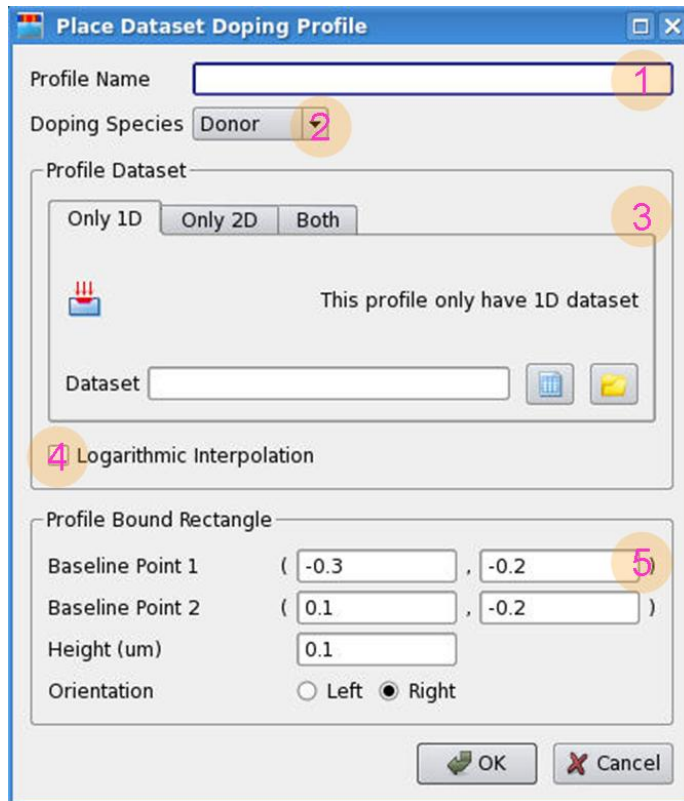 Place Dataset Doping Profile
Profile Name 1
Doping Species Donor 2
Profile Dataset
Only 1D Only 2D Both 3
This profile only have 1D dataset
Dataset
4 Logarithmic Interpolation
Profile Bound Rectangle
Baseline Point 1 ( -0.3 , -0.2 5 )
Baseline Point 2 ( 0.1 , -0.2 )
Height (um) 0.1
Orientation Left Right
OK Cancel